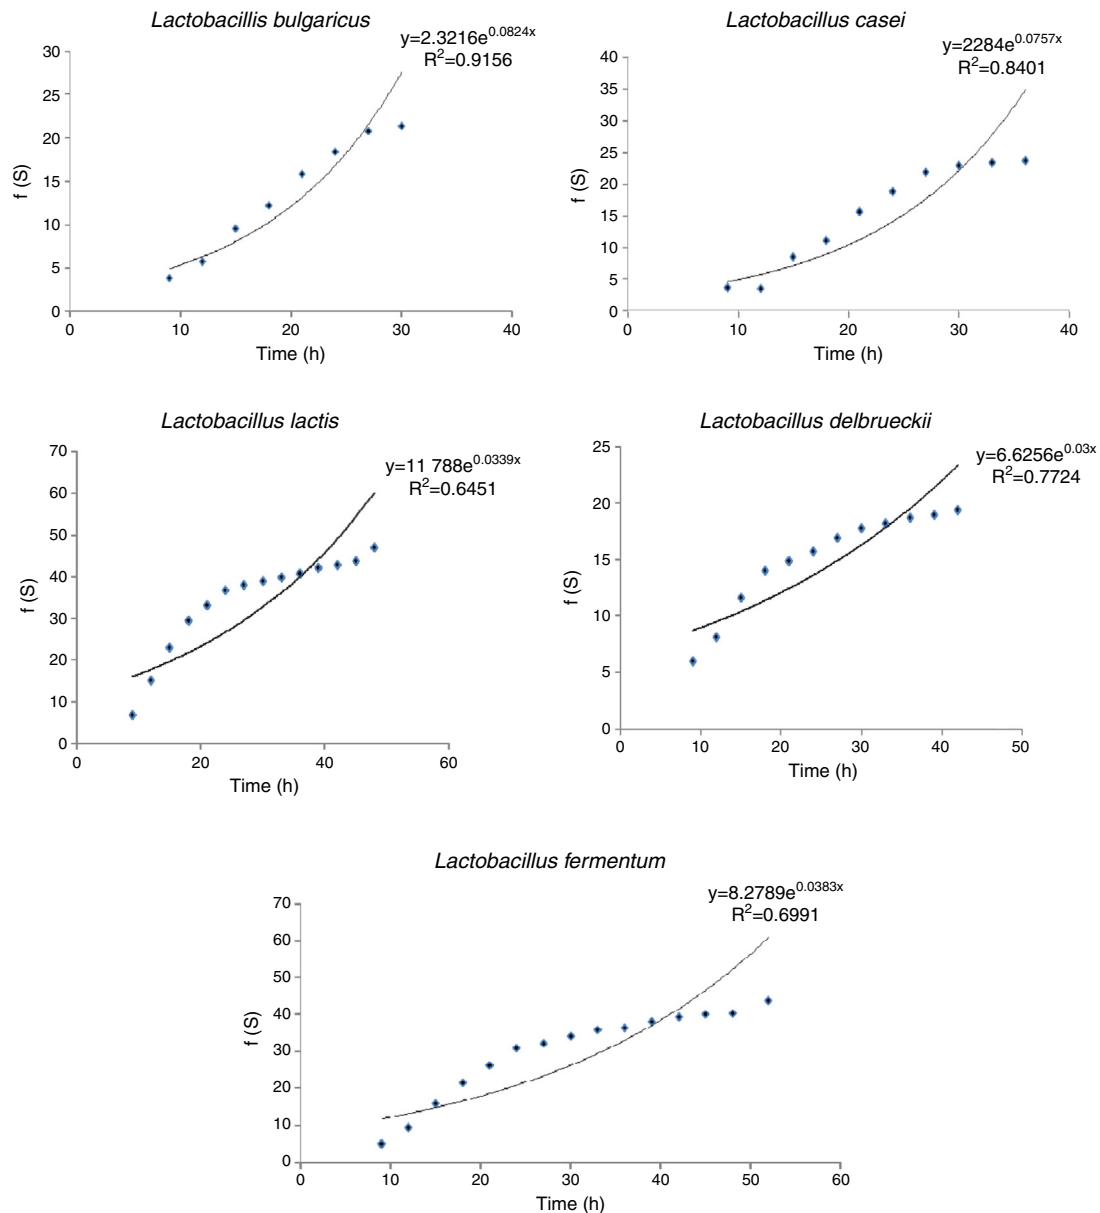 Lactobacillis bulgaricus
y=2.3216e^0.0824x
R²=0.9156
30
25
20
15
10
5
0
f (S)
0 10 20 30 40
Time (h)
Lactobacillus casei
y=2284e^0.0757x
R²=0.8401
40
35
30
25
20
15
10
5
0
f (S)
0 10 20 30 40
Time (h)
Lactobacillus lactis
y=11 788e^0.0339x
R²=0.6451
70
60
50
40
30
20
10
0
f (S)
0 20 40 60
Time (h)
Lactobacillus delbrueckii
y=6.6256e^0.03x
R²=0.7724
25
20
15
10
5
0
f (S)
0 10 20 30 40 50
Time (h)
Lactobacillus fermentum
y=8.2789e^0.0383x
R²=0.6991
70
60
50
40
30
20
10
0
f (S)
0 10 20 30 40 50 60
Time (h)